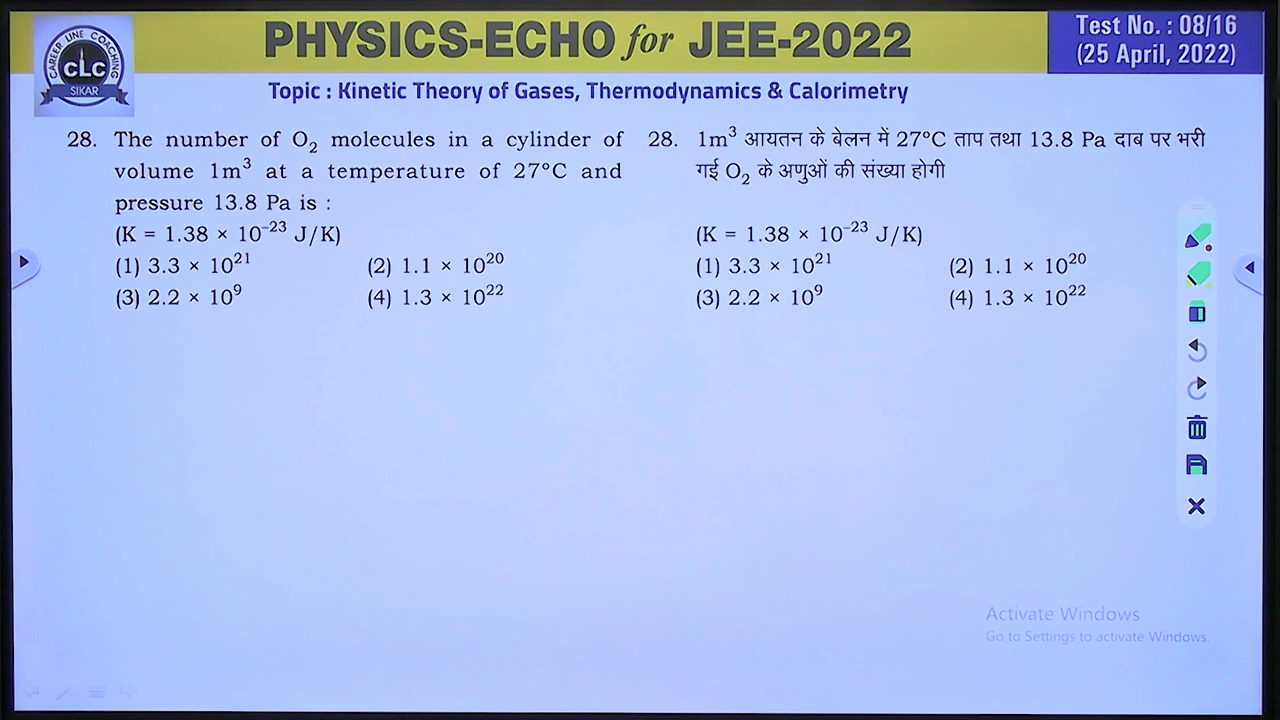 PHYSICS-ECHO for JEE-2022
Test No. : 08/16
(25 April, 2022)
CAREER LINE COACHING
CLC
SIKAR
Topic : Kinetic Theory of Gases, Thermodynamics & Calorimetry
28. The number of O₂ molecules in a cylinder of
volume 1m³ at a temperature of 27°C and
pressure 13.8 Pa is :
(K = 1.38 × 10⁻²³ J/K)
(1) 3.3 × 10²¹ (2) 1.1 × 10²⁰
(3) 2.2 × 10⁹ (4) 1.3 × 10²²
28. 1m³ आयतन के बेलन में 27°C ताप तथा 13.8 Pa दाब पर भरी
गई O₂ के अणुओं की संख्या होगी
(K = 1.38 × 10⁻²³ J/K)
(1) 3.3 × 10²¹ (2) 1.1 × 10²⁰
(3) 2.2 × 10⁹ (4) 1.3 × 10²²
Activate Windows
Go to Settings to activate Windows.